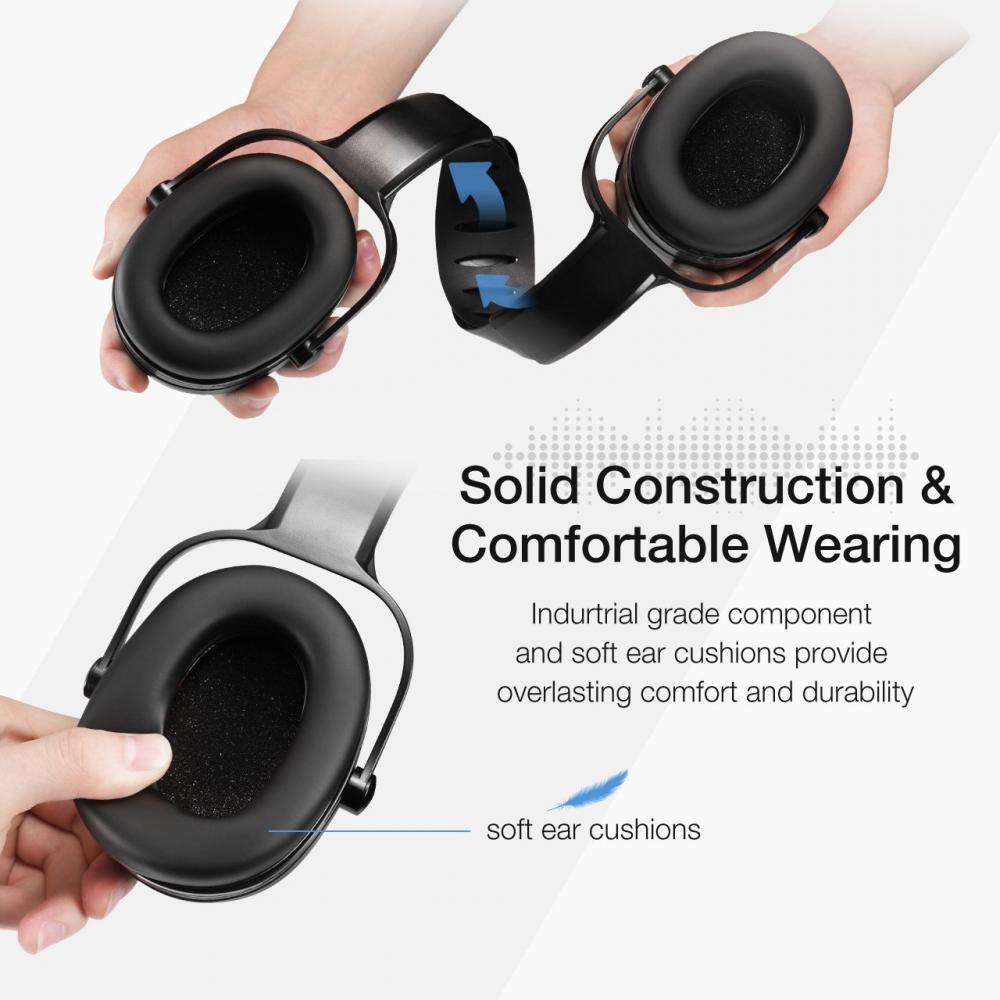 Solid Construction &
Comfortable Wearing
Indurtrial grade component
and soft ear cushions provide
overlasting comfort and durability
soft ear cushions